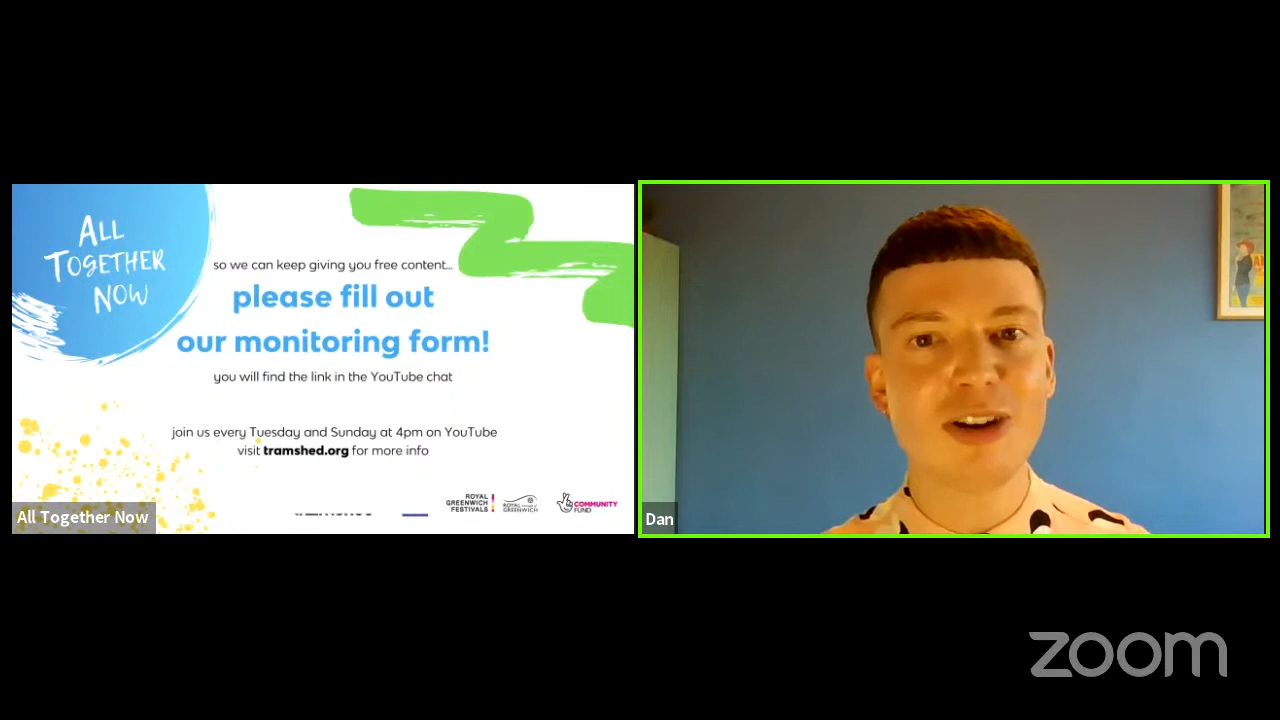 All
Together
Now
so we can keep giving you free content...
please fill out
our monitoring form!
you will find the link in the YouTube chat
join us every Tuesday and Sunday at 4pm on YouTube
visit tramshed.org for more info
ROYAL
GREENWICH
FESTIVALS
ROYAL
GREENWICH
COMMUNITY
FUND
All Together Now
Dan
zoom